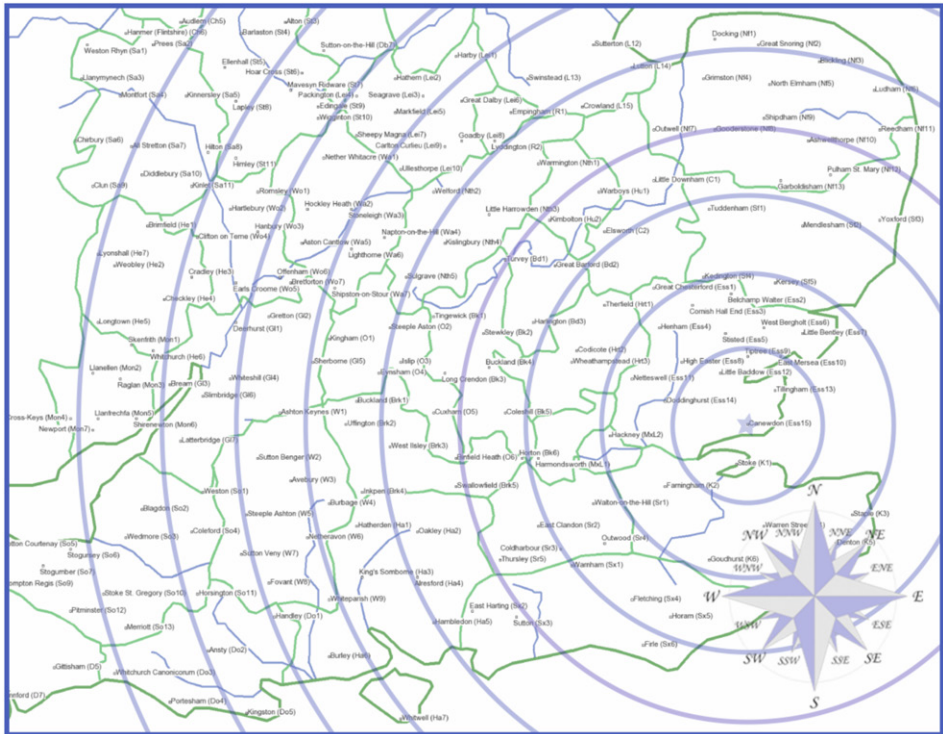 Audlem (Ch5)
Alton (St3)
Hanmer (Flintshire) (Ch6)
Barlaston (St4)
Docking (Nf1)
Prees (Sa2)
Sutton-on-the-Hill (Db7)
Sutterton (L12)
Great Snoring (Nf2)
Weston Rhyn (Sa1)
Harby (Lei1)
Ellenhall (St5)
Blickling (Nf3)
Hoar Cross (St6)
Lutton (L14)
Llanymynech (Sa3)
Hathern (Lei2)
Swinstead (L13)
Grimston (Nf4)
North Elmham (Nf5)
Mavesyn Ridware (St7)
Ludham (Nf6)
Montfort (Sa4)
Kinnersley (Sa5)
Packington (Lei4)
Seagrave (Lei3)
Lapley (St8)
Great Dalby (Lei6)
Edingale (St9)
Crowland (L15)
Markfield (Lei5)
Empingham (R1)
Wigginton (St10)
Shipdham (Nf9)
Outwell (Nf7)
Gooderstone (Nf8)
Reedham (Nf11)
Sheepy Magna (Lei7)
Goadby (Lei8)
Chirbury (Sa6)
Ashwellthorpe (Nf10)
Al Stretton (Sa7)
Carlton Curlieu (Lei9)
Lyddington (R2)
Hilton (Sa8)
Nether Whitacre (Wa1)
Himley (St11)
Warmington (Nth1)
Ullesthorpe (Lei10)
Diddlebury (Sa10)
Pulham St. Mary (Nf12)
Little Downham (C1)
Clun (Sa9)
Kinlet (Sa11)
Garboldisham (Nf13)
Romsley (Wo1)
Welford (Nth2)
Warboys (Hu1)
Hockley Heath (Wa2)
Hartlebury (Wo2)
Tuddenham (Sf1)
Stoneleigh (Wa3)
Little Harrowden (Nth3)
Kimbolton (Hu2)
Yoxford (Sf3)
Brimfield (He1)
Hanbury (Wo3)
Mendlesham (Sf2)
Clifton on Teme (Wo4)
Napton-on-the-Hill (Wa4)
Elsworth (C2)
Aston Cantlow (Wa5)
Kislingbury (Nth4)
Lyonshall (He7)
Lighthorne (Wa6)
Turvey (Bd1)
Weobley (He2)
Great Barford (Bd2)
Cradley (He3)
Offenham (Wo6)
Sulgrave (Nth5)
Kedington (Sf4)
Bretforton (Wo7)
Kersey (Sf5)
Earls Croome (Wo5)
Great Chesterford (Ess1)
Shipston-on-Stour (Wa7)
Checkley (He4)
Belchamp Walter (Ess2)
Therfield (Hrt1)
Gretton (Gl2)
Tingewick (Bk1)
Cornish Hall End (Ess3)
Longtown (He5)
Harlington (Bd3)
Deerhurst (Gl1)
Steeple Aston (O2)
Henham (Ess4)
West Bergholt (Ess6)
Stewkley (Bk2)
Little Bentley (Ess7)
Kingham (O1)
Stisted (Ess5)
Skenfrith (Mon1)
Codicote (Hrt2)
Tiptree (Ess9)
Whitchurch (He6)
Islip (O3)
Sherborne (Gl5)
Buckland (Bk4)
Wheathampstead (Hrt3)
High Easter (Ess8)
East Mersea (Ess10)
Llanellen (Mon2)
Eynsham (O4)
Little Baddow (Ess12)
Whiteshill (Gl4)
Long Crendon (Bk3)
Netteswell (Ess11)
Raglan (Mon3)
Bream (Gl3)
Tillingham (Ess13)
Slimbridge (Gl6)
Buckland (Brk1)
Doddinghurst (Ess14)
Gross-Keys (Mon4)
Llanfrechfa (Mon5)
Ashton Keynes (W1)
Cuxham (O5)
Coleshill (Bk5)
Newport (Mon7)
Shirenewton (Mon6)
Uffington (Brk2)
Canewdon (Ess15)
Latterbridge (Gl7)
Hackney (MxL2)
West Ilsley (Brk3)
Sutton Benger (W2)
Binfield Heath (O6)
Horton (Bk6)
Harmondsworth (MxL1)
Stoke (K1)
Avebury (W3)
Swallowfield (Brk5)
Farningham (K2)
Weston (So1)
Inkpen (Brk4)
Burbage (W4)
Walton-on-the-Hill (Sr1)
Blagdon (So2)
N
Steeple Ashton (W5)
Staple (K3)
Hatherden (Ha1)
East Clandon (Sr2)
Coleford (So4)
Oakley (Ha2)
Wedmore (So3)
Netheravon (W6)
NW NNW NNE NE
Outwood (Sr4)
Coldharbour (Sr3)
Stogursey (So6)
Sutton Veny (W7)
Thursley (Sr5)
Goudhurst (K6)
Warnham (Sx1)
Stogumber (So7)
King's Somborne (Ha3)
WNW ENE
Fovant (W8)
Alresford (Ha4)
Stoke St. Gregory (So10)
Horsington (So11)
W E
Whiteparish (W9)
Fletching (Sx4)
Pitminster (So12)
East Harting (Sx2)
Handley (Do1)
Horam (Sx5)
Merriott (So13)
Hambledon (Ha5)
Sutton (Sx3)
WSW ESE
Firle (Sx6)
Ansty (Do2)
Burley (Ha6)
SW SSW SSE SE
Gittisham (D5)
Whitchurch Canonicorum (Do3)
Portesham (Do4)
S
Kingston (Do5)
Whitwell (Ha7)